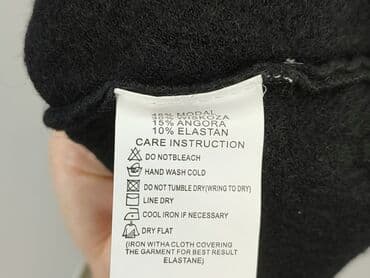 MODAL
WISKOZA
15% ANGORA
10% ELASTAN
CARE INSTRUCTION
DO NOTBLEACH
HAND WASH COLD
DO NOT TUMBLE DRY(WRING TO DRY)
LINE DRY
COOL IRON IF NECESSARY
DRY FLAT
(IRON WITHA CLOTH COVERING
THE GARMENT FOR BEST RESULT
ELASTANE)